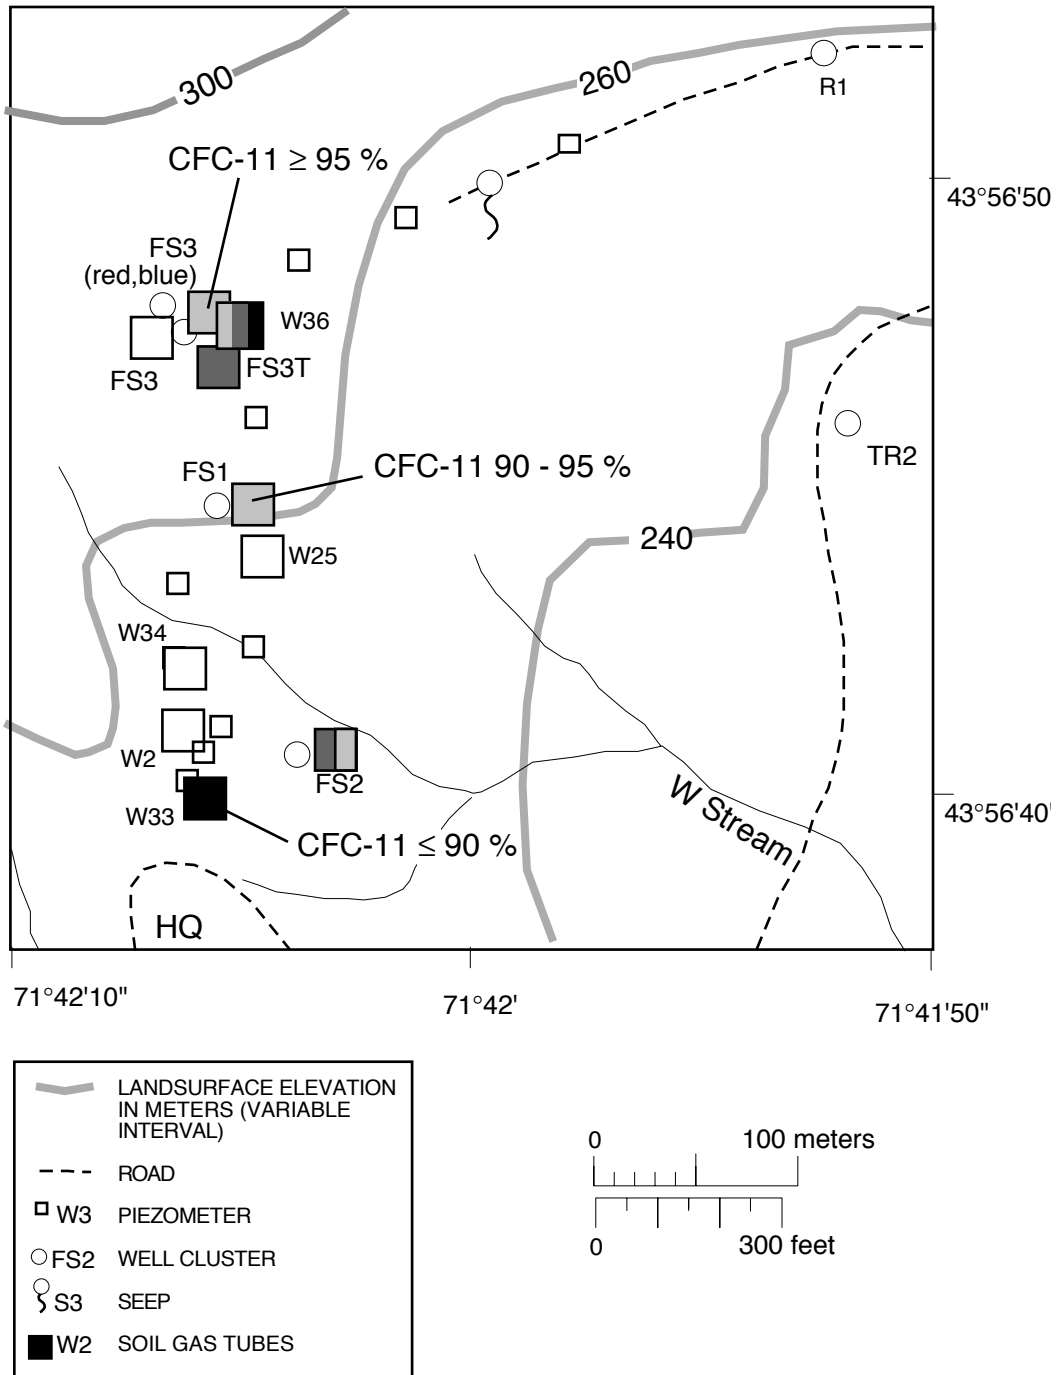 300
260
R1
CFC-11 ≥ 95 %
43°56'50
FS3
(red,blue)
W36
FS3T
FS3
CFC-11 90 - 95 %
FS1
TR2
240
W25
W34
W2
FS2
W33
W Stream
43°56'40'
CFC-11 ≤ 90 %
HQ
71°42'10"
71°42'
71°41'50"
LANDSURFACE ELEVATION
IN METERS (VARIABLE
INTERVAL)
ROAD
W3 PIEZOMETER
FS2 WELL CLUSTER
S3 SEEP
W2 SOIL GAS TUBES
0 100 meters
0 300 feet